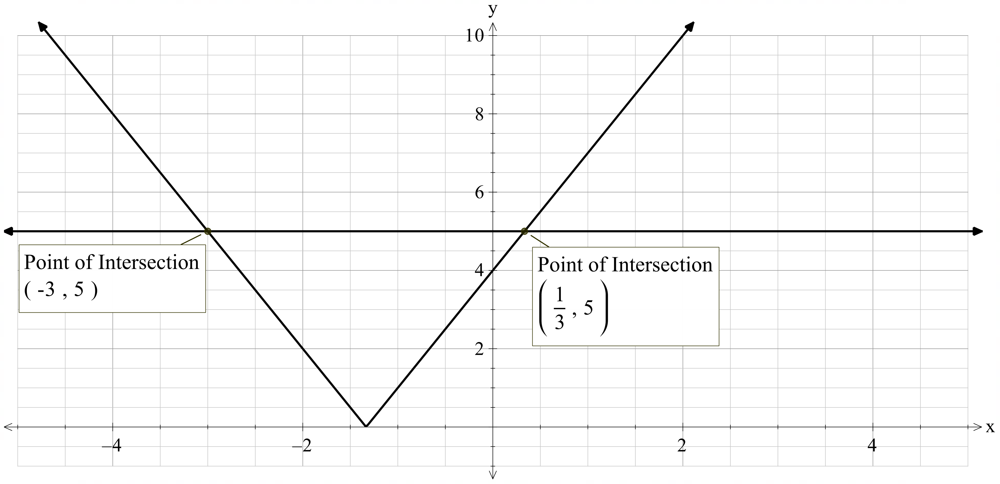 y
10
8
6
Point of Intersection
( -3 , 5 )
Point of Intersection
( 1/3 , 5 )
4
2
x
–4
–2
2
4